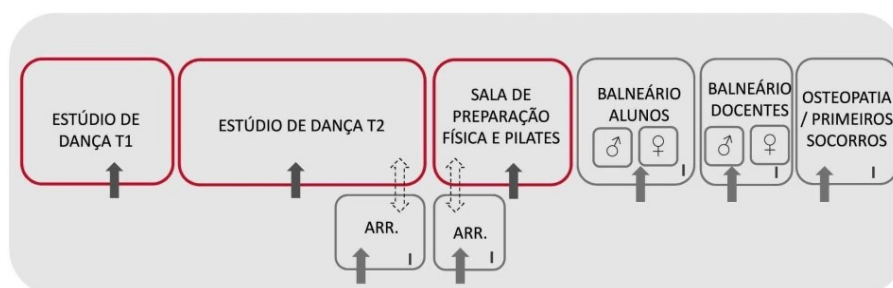 ESTÚDIO DE
DANÇA T1
ESTÚDIO DE DANÇA T2
SALA DE
PREPARAÇÃO
FÍSICA E PILATES
BALNEÁRIO
ALUNOS
♂ ♀
I
BALNEÁRIO
DOCENTES
♂ ♀
I
OSTEOPATIA
/ PRIMEIROS
SOCORROS
I
ARR.
I
ARR.
I